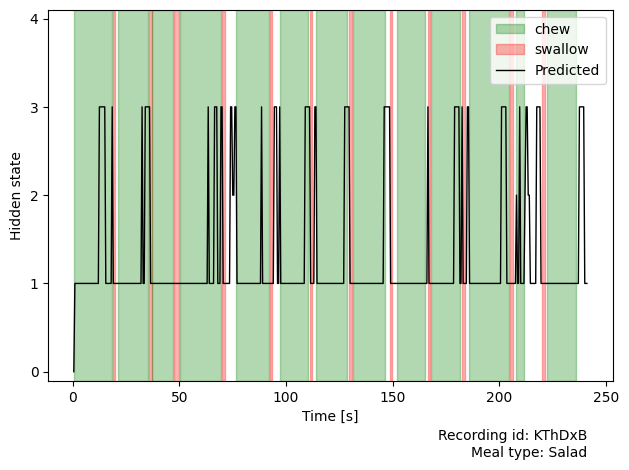 4
3
2
1
0
Hidden state
chew
swallow
Predicted
0
50
100
150
200
250
Time [s]
Recording id: KThDxB
Meal type: Salad